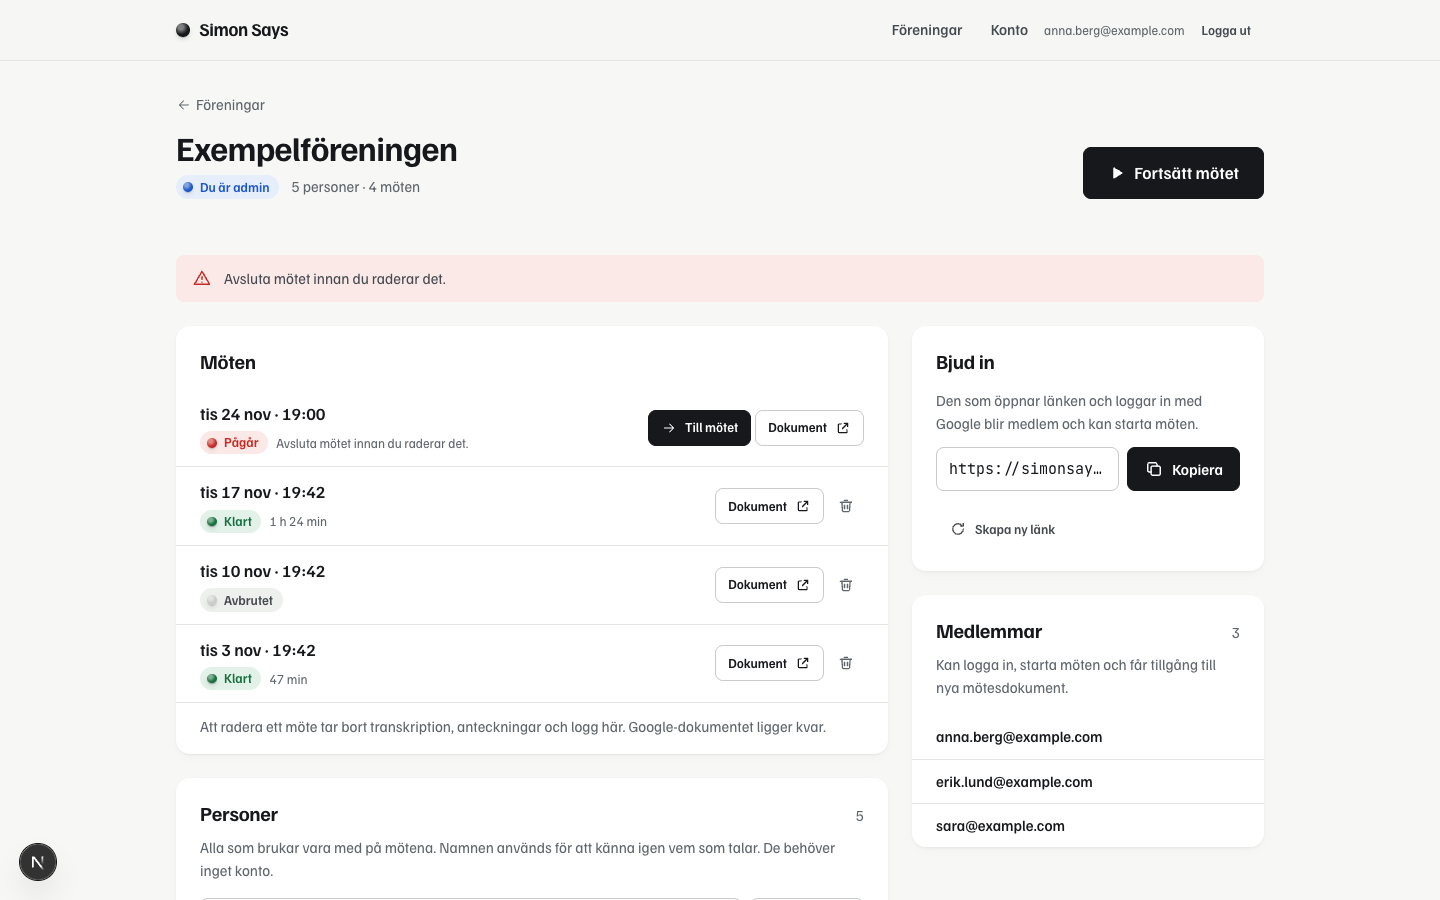 Simon Says
Föreningar
Konto
anna.berg@example.com
Logga ut
Föreningar
Exempelföreningen
Du är admin
5 personer · 4 möten
Fortsätt mötet
Avsluta mötet innan du raderar det.
Möten
tis 24 nov · 19:00
Pågår
Avsluta mötet innan du raderar det.
Till mötet
Dokument
tis 17 nov · 19:42
Klart
1 h 24 min
Dokument
tis 10 nov · 19:42
Avbrutet
Dokument
tis 3 nov · 19:42
Klart
47 min
Dokument
Att radera ett möte tar bort transkription, anteckningar och logg här. Google-dokumentet ligger kvar.
Personer
5
Alla som brukar vara med på mötena. Namnen används för att känna igen vem som talar. De behöver
inget konto.
Bjud in
Den som öppnar länken och loggar in med
Google blir medlem och kan starta möten.
https://simonsay…
Kopiera
Skapa ny länk
Medlemmar
3
Kan logga in, starta möten och får tillgång till
nya mötesdokument.
anna.berg@example.com
erik.lund@example.com
sara@example.com
N